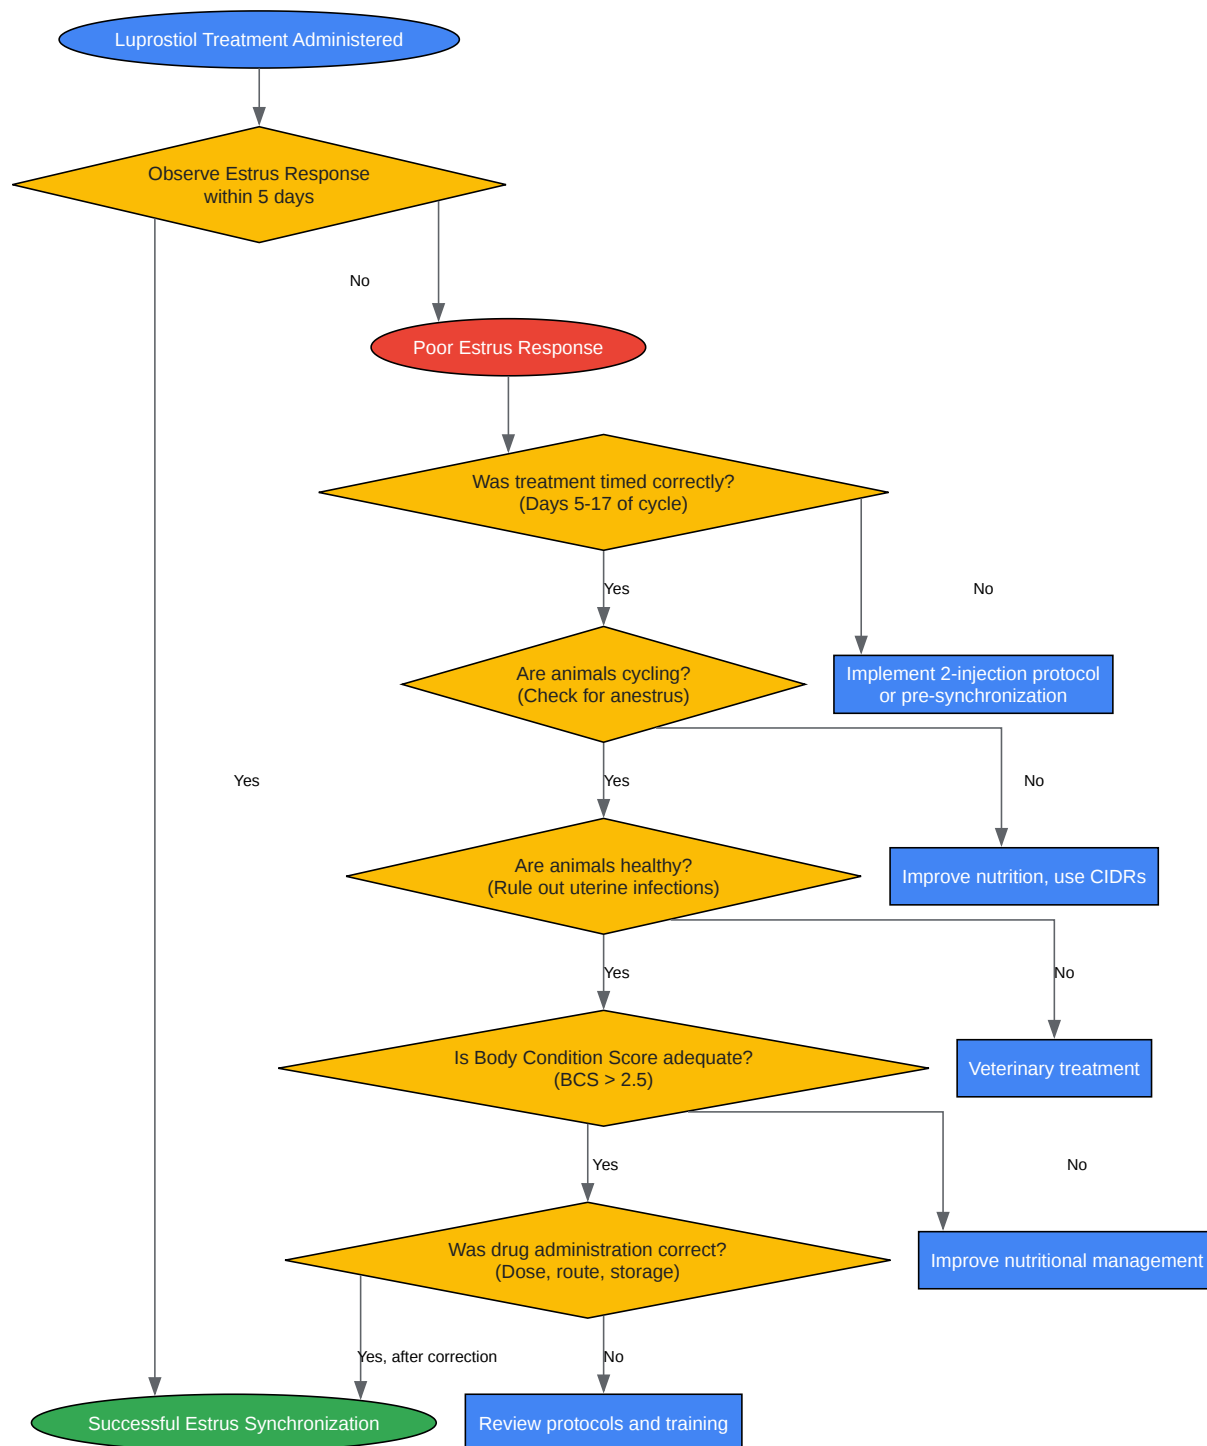 Luprostiol Treatment Administered
Observe Estrus Response
within 5 days
No
Poor Estrus Response
Was treatment timed correctly?
(Days 5-17 of cycle)
Yes
No
Are animals cycling?
(Check for anestrus)
Implement 2-injection protocol
or pre-synchronization
Yes
Yes
No
Are animals healthy?
(Rule out uterine infections)
Improve nutrition, use CIDRs
Yes
No
Is Body Condition Score adequate?
(BCS > 2.5)
Veterinary treatment
Yes
No
Was drug administration correct?
(Dose, route, storage)
Improve nutritional management
Yes, after correction
No
Successful Estrus Synchronization
Review protocols and training